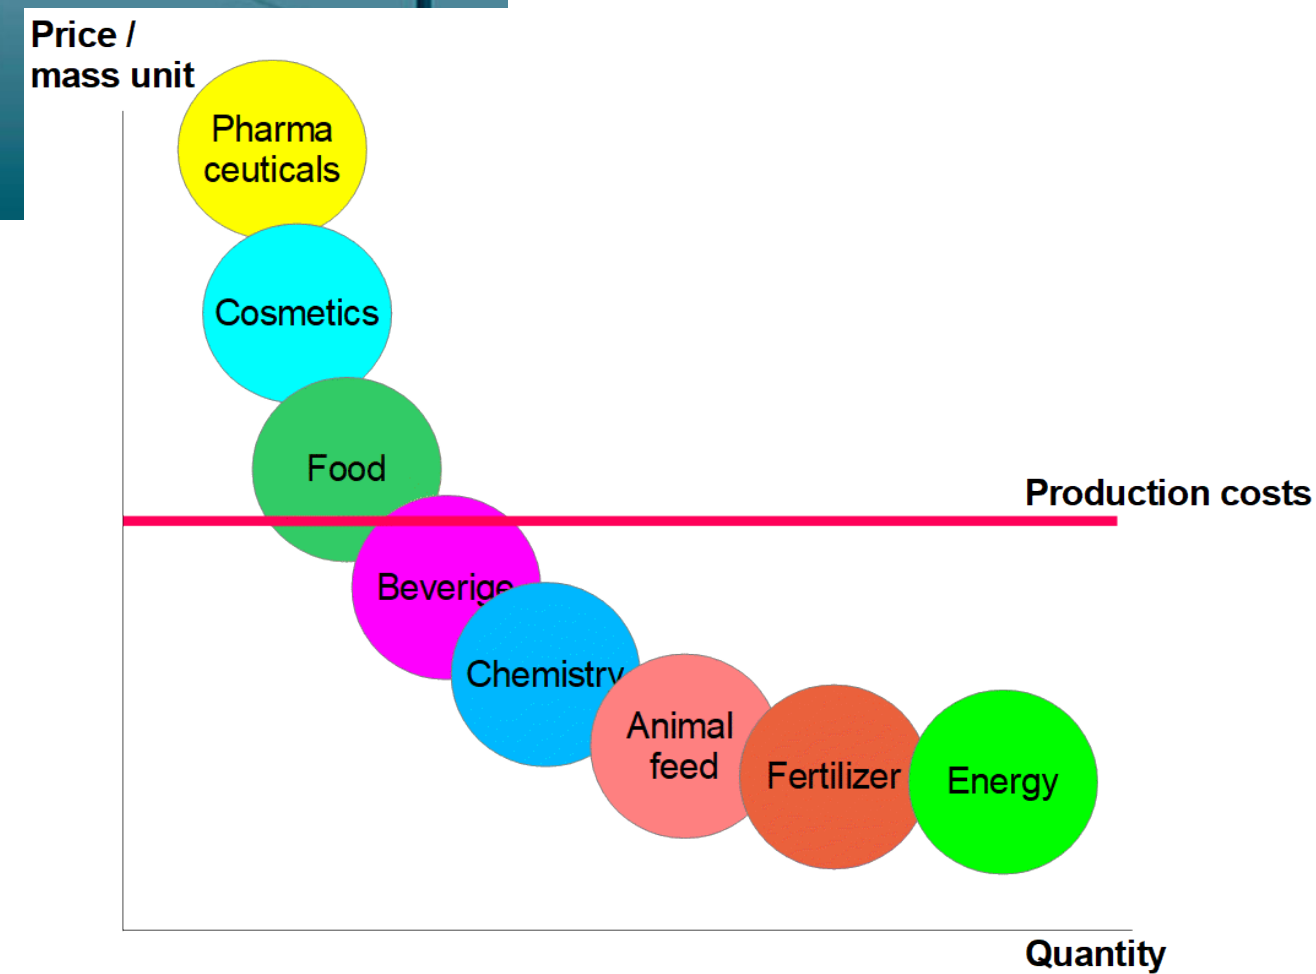 Price /
mass unit
Pharma
ceuticals
Cosmetics
Food
Production costs
Beverige
Chemistry
Animal
feed
Fertilizer
Energy
Quantity